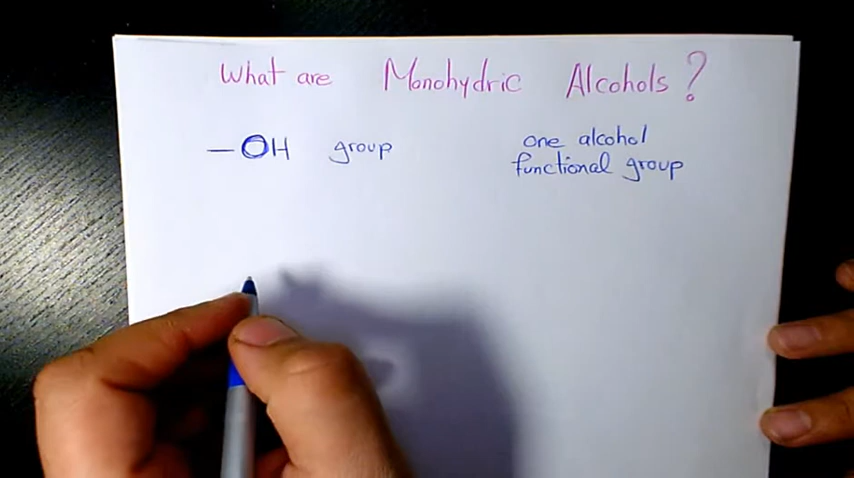 What are Monohydric Alcohols?
—OH group
one alcohol
functional group